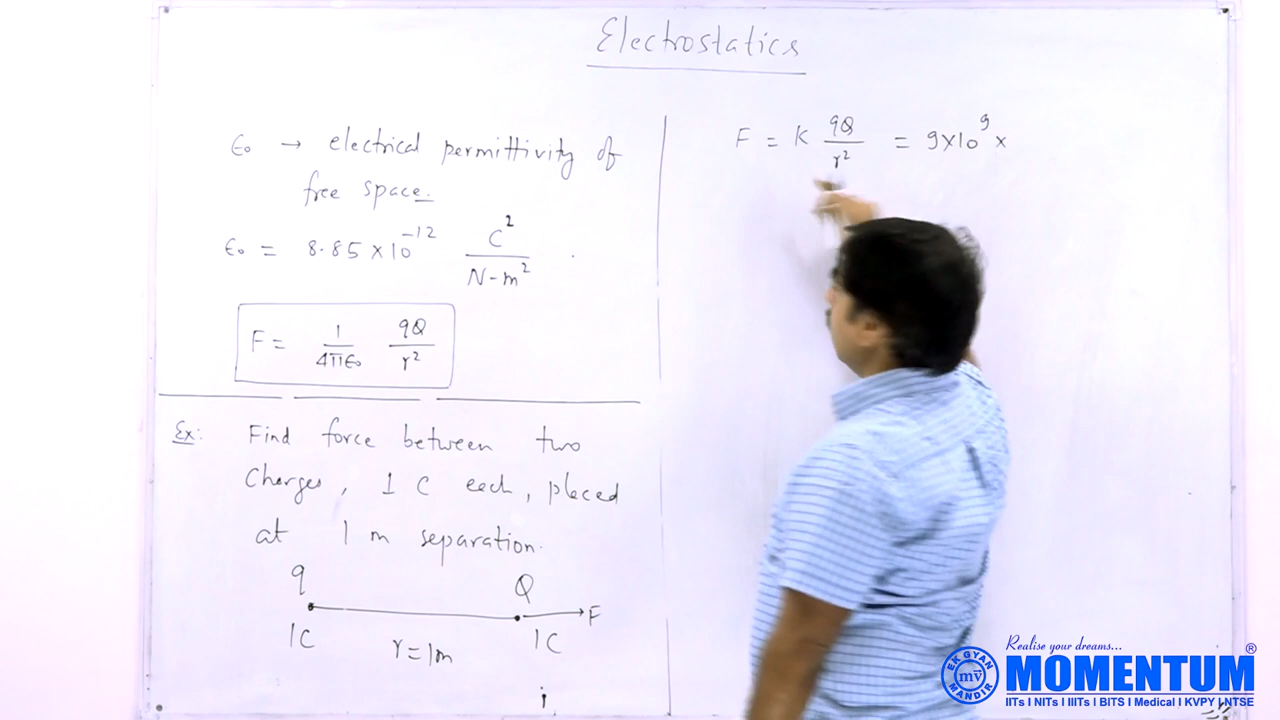 Electrostatics
ϵ₀ → electrical permittivity of
free space.
ϵ₀ = 8.85 × 10⁻¹² C²/N-m²
F = 1/4πϵ₀ qQ/r²
Ex: Find force between two
Charges, 1 C each, placed
at 1 m separation.
q Q
F
1C r = 1m 1C
F = K qQ/r² = 9×10⁹ ×
Realise your dreams...
EK GYAN MANDIR
mv
MOMENTUM®
IITs | NITs | IIITs | BITS | Medical | KVPY | NTSE